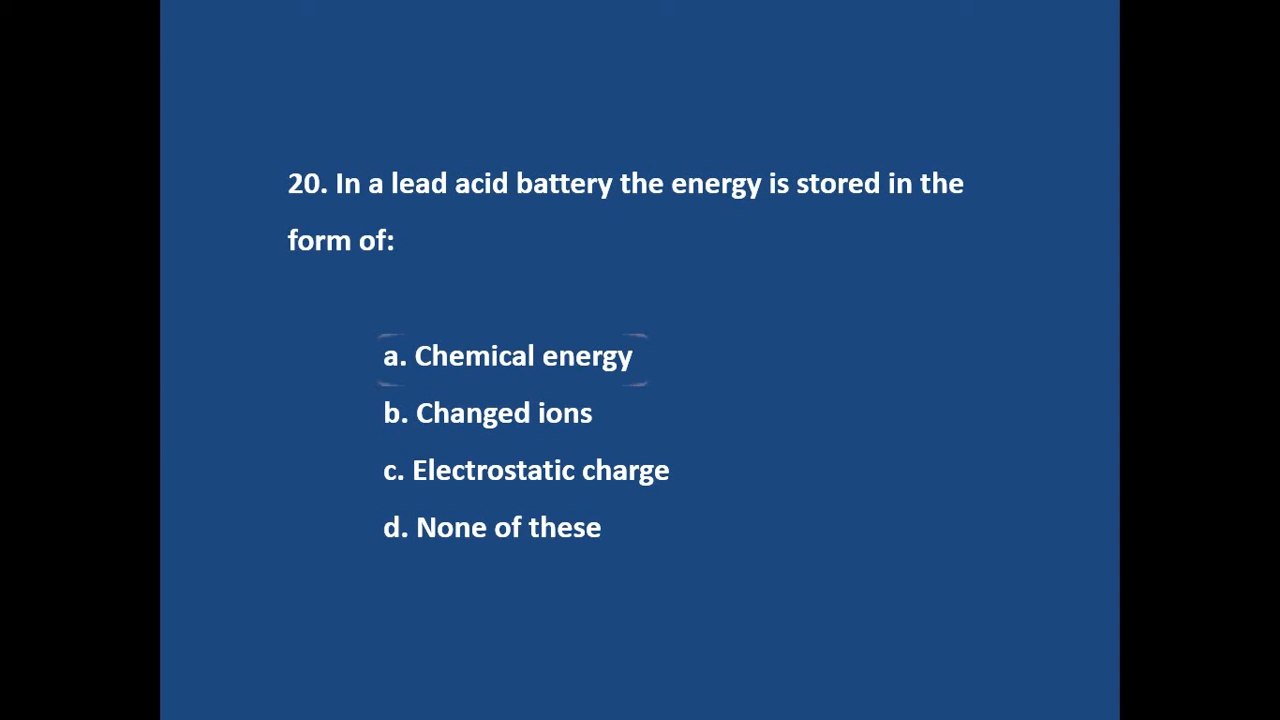 20. In a lead acid battery the energy is stored in the
form of:
a. Chemical energy
b. Changed ions
c. Electrostatic charge
d. None of these